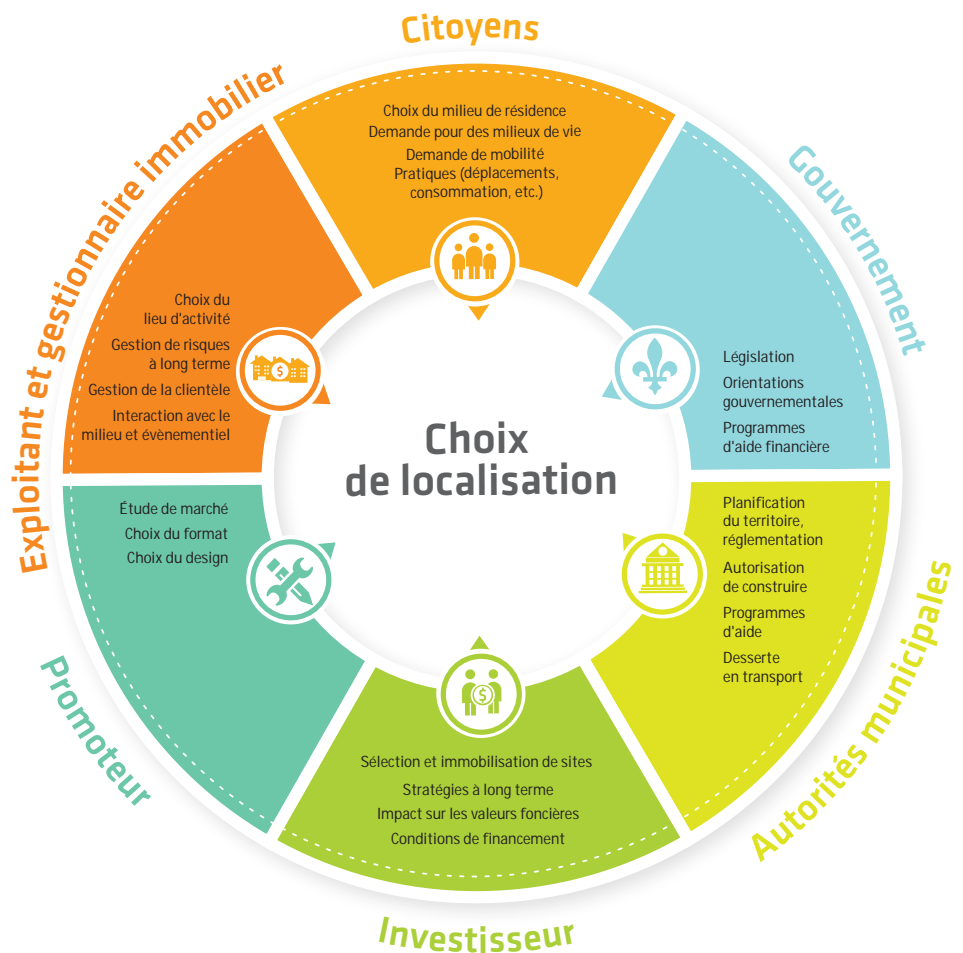 Citoyens
Choix du milieu de résidence
Demande pour des milieux de vie
Demande de mobilité
Pratiques (déplacements,
consommation, etc.)
Gouvernement
Législation
Orientations
gouvernementales
Programmes
d'aide financière
Autorités municipales
Planification
du territoire,
réglementation
Autorisation
de construire
Programmes
d'aide
Desserte
en transport
Investisseur
Sélection et immobilisation de sites
Stratégies à long terme
Impact sur les valeurs foncières
Conditions de financement
Promoteur
Étude de marché
Choix du format
Choix du design
Exploitant et gestionnaire immobilier
Choix du
lieu d'activité
Gestion de risques
à long terme
Gestion de la clientèle
Interaction avec le
milieu et évènementiel
$
$
Choix
de localisation